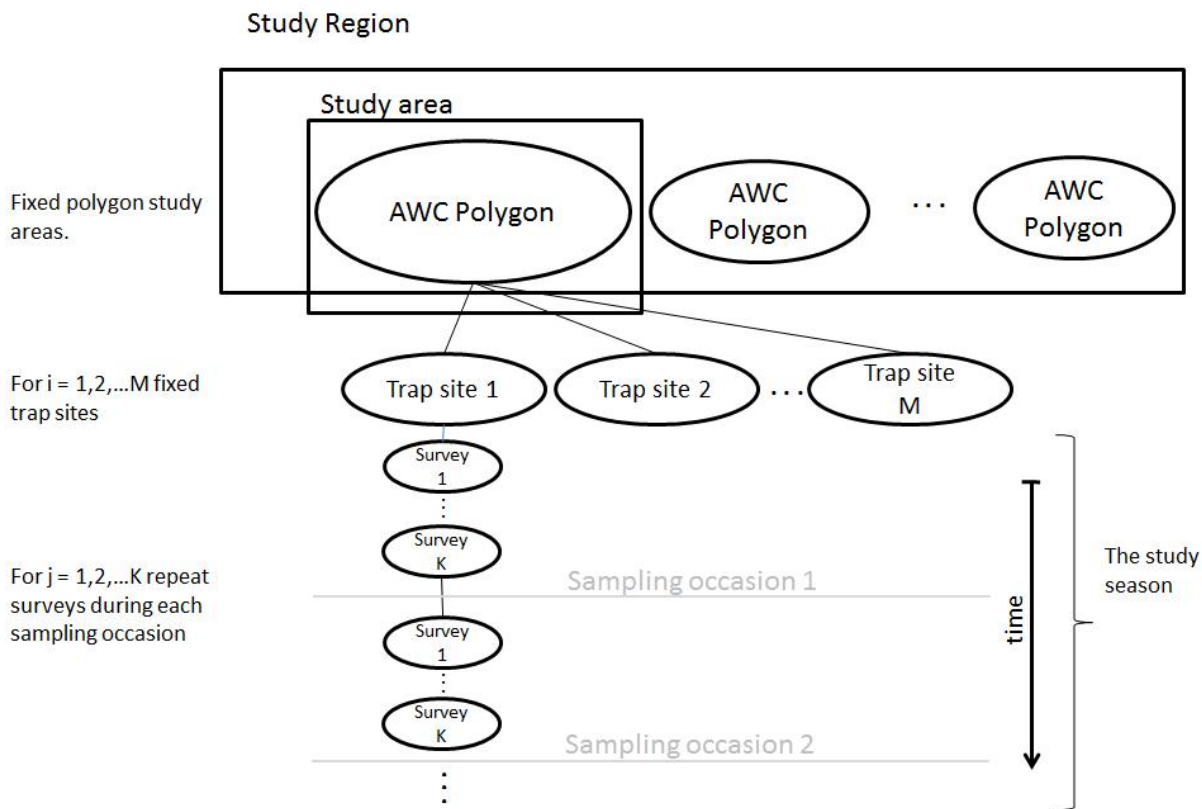 Study Region
Study area
Fixed polygon study
areas.
AWC Polygon
AWC
Polygon
...
AWC
Polygon
For i = 1,2,...M fixed
trap sites
Trap site 1
Trap site 2
...
Trap site
M
Survey
1
Survey
K
Sampling occasion 1
For j = 1,2,...K repeat
surveys during each
sampling occasion
Survey
1
Survey
K
Sampling occasion 2
time
The study
season